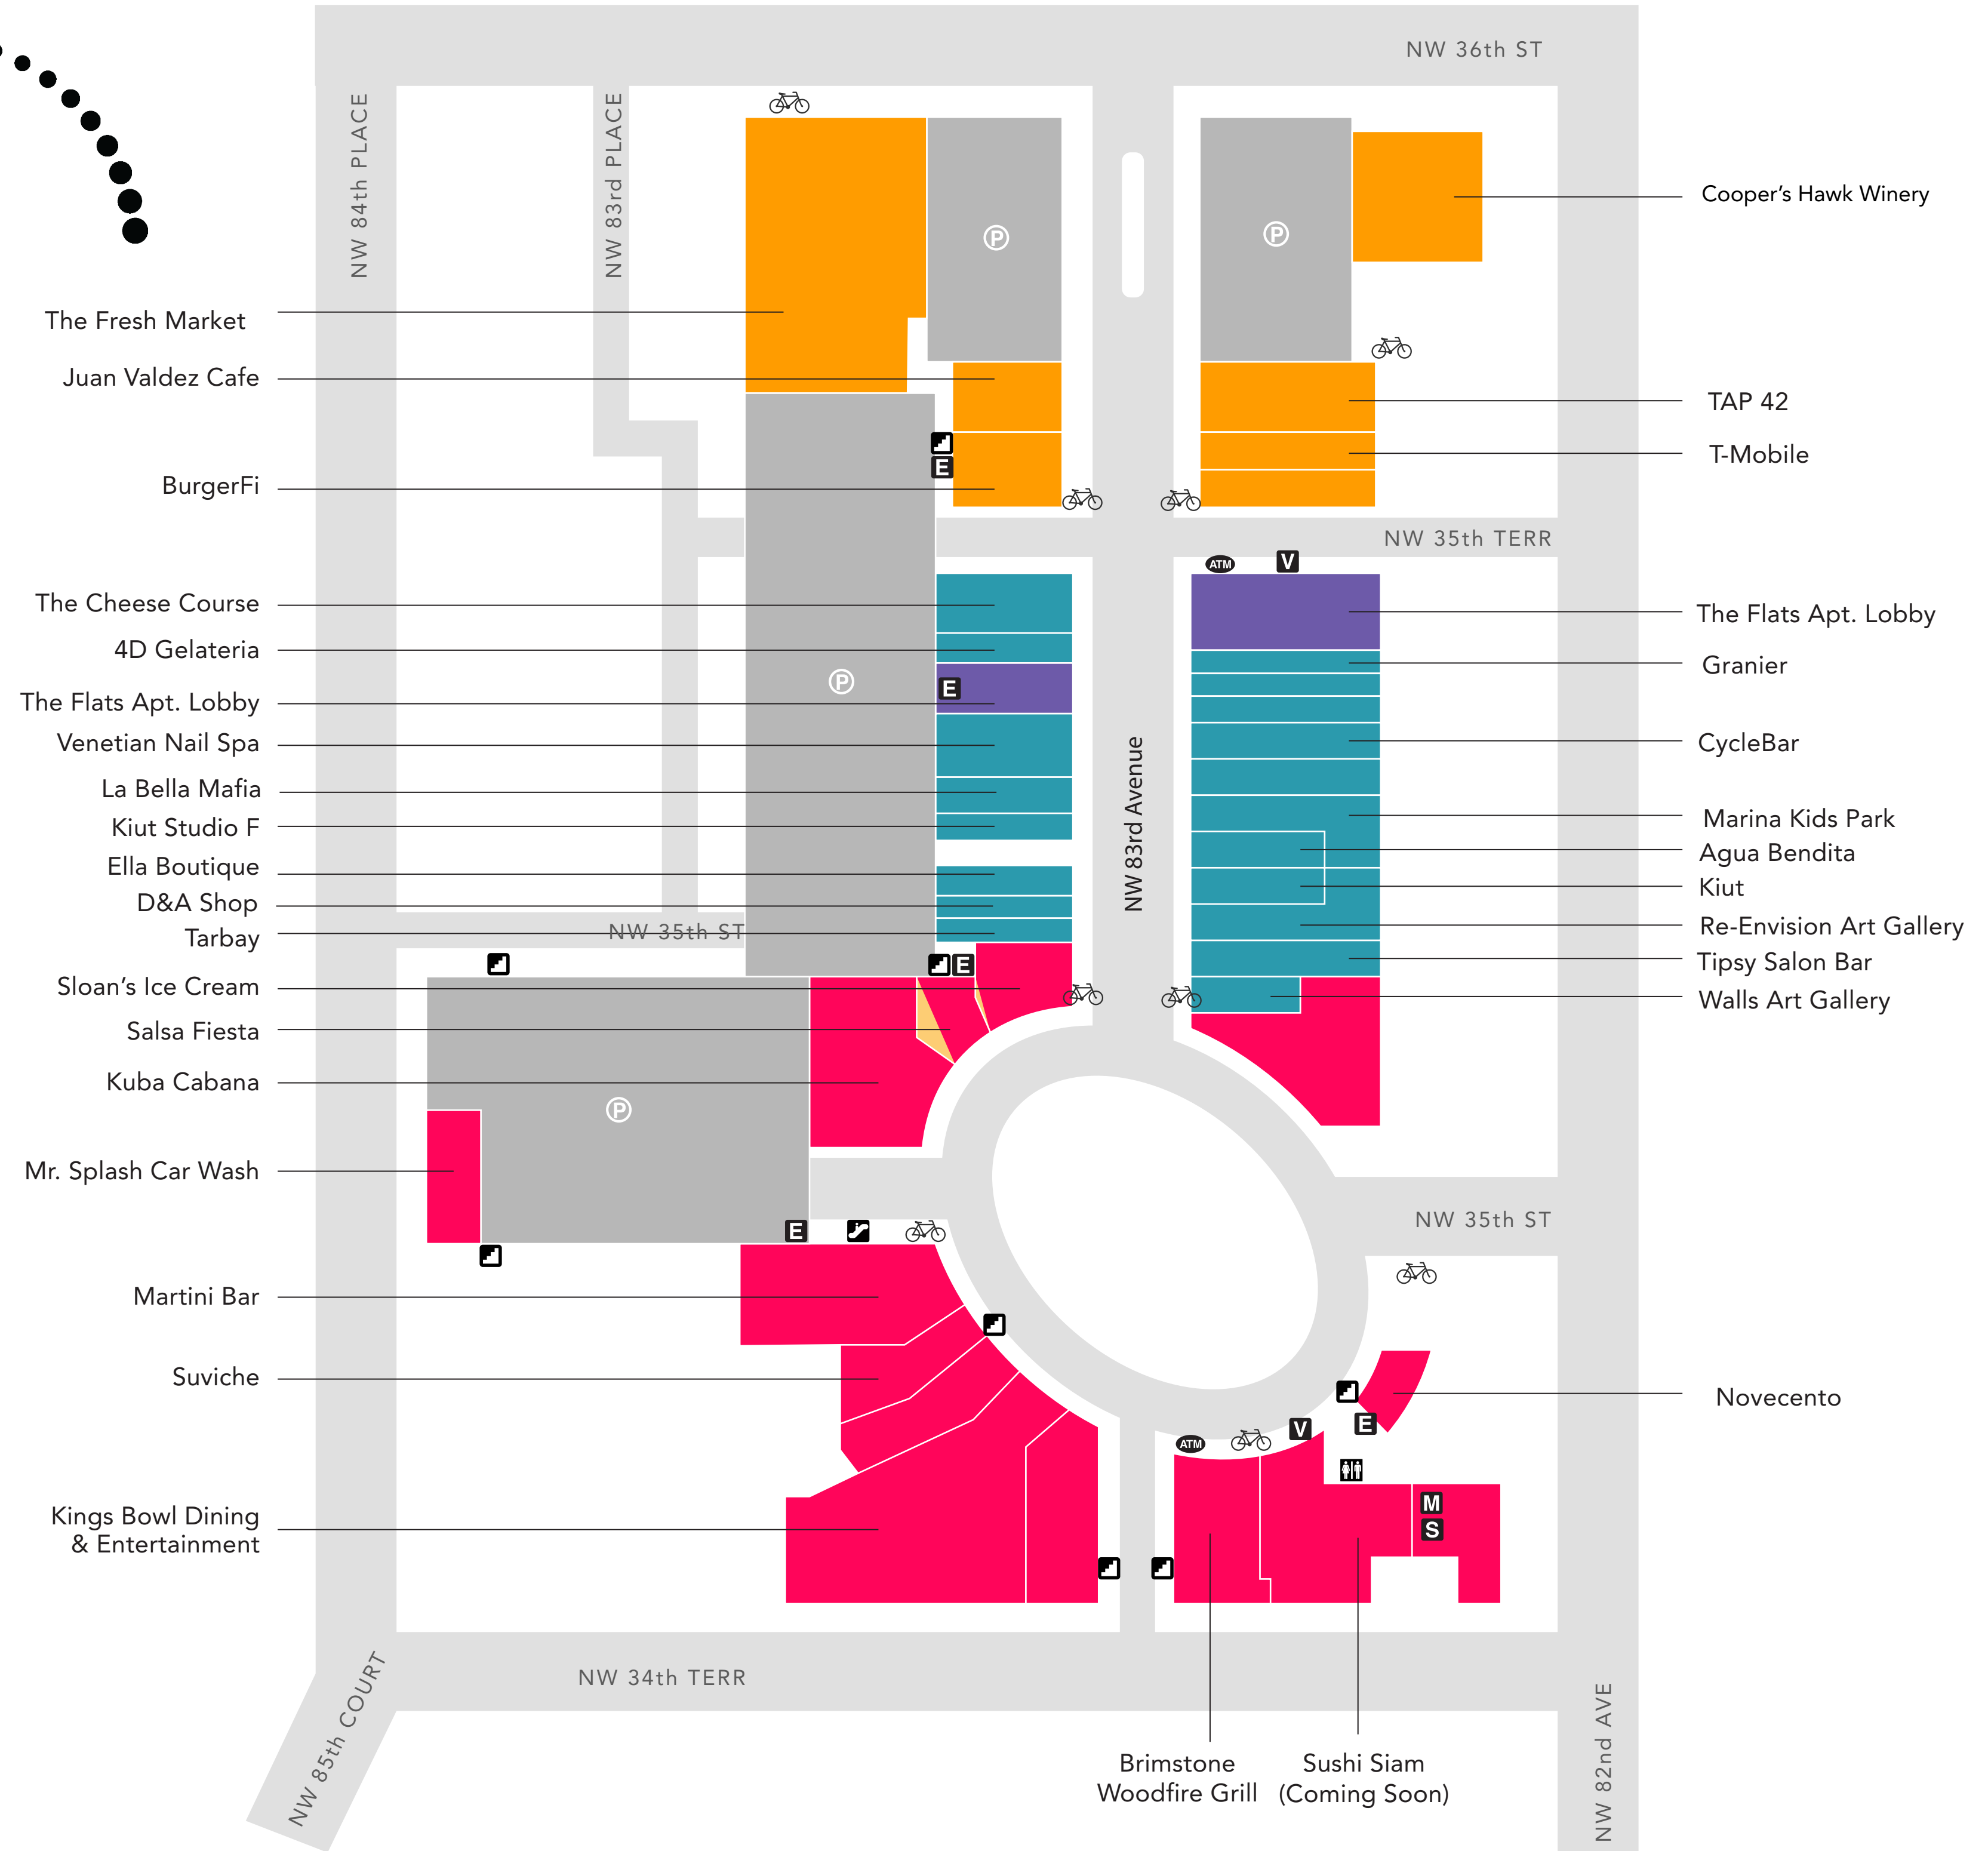 NW 36th ST
NW 84th PLACE
NW 83rd PLACE
P
P
Cooper's Hawk Winery
The Fresh Market
Juan Valdez Cafe
TAP 42
T-Mobile
E
BurgerFi
NW 35th TERR
ATM
V
The Cheese Course
The Flats Apt. Lobby
4D Gelateria
Granier
P
E
The Flats Apt. Lobby
Venetian Nail Spa
CycleBar
La Bella Mafia
NW 83rd Avenue
Marina Kids Park
Kiut Studio F
Agua Bendita
Ella Boutique
Kiut
D&A Shop
Re-Envision Art Gallery
Tarbay
NW 35th ST
Tipsy Salon Bar
E
Sloan's Ice Cream
Walls Art Gallery
Salsa Fiesta
Kuba Cabana
P
Mr. Splash Car Wash
NW 35th ST
E
Martini Bar
Suviche
Novecento
E
V
ATM
M
S
Kings Bowl Dining
& Entertainment
NW 34th TERR
NW 85th COURT
NW 82nd AVE
Brimstone
Woodfire Grill
Sushi Siam
(Coming Soon)